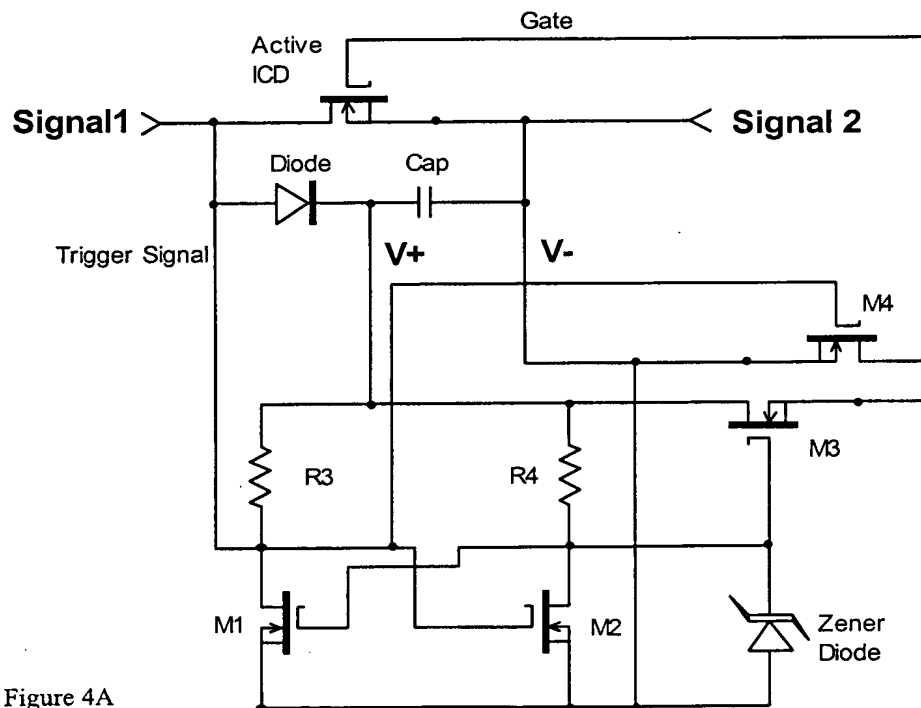 Gate
Active
ICD
Signal1
Signal 2
Diode
Cap
Trigger Signal
V+
V-
M4
M3
R3
R4
M1
M2
Zener
Diode
Figure 4A